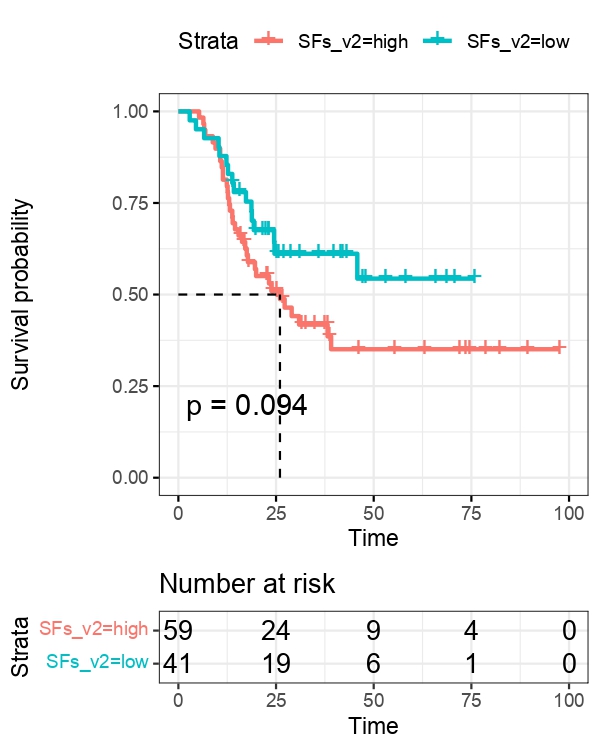 Strata SFs_v2=high SFs_v2=low
Survival probability
1.00
0.75
0.50
0.25
0.00
p = 0.094
0 25 50 75 100
Time
Number at risk
Strata
SFs_v2=high 59 24 9 4 0
SFs_v2=low 41 19 6 1 0
0 25 50 75 100
Time